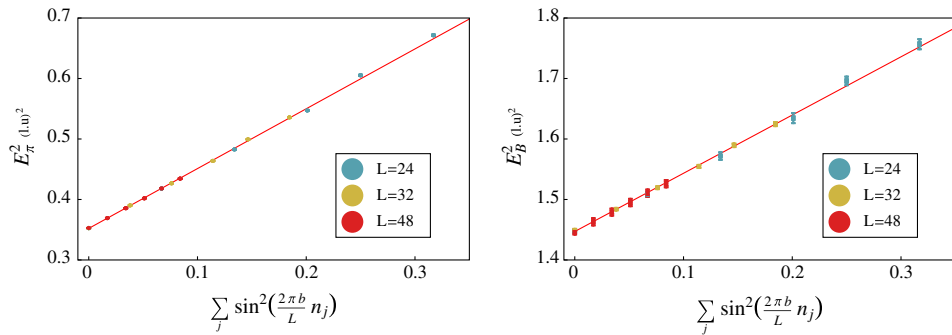 0.7
0.6
0.5
0.4
0.3
E_π^2 (l.u)^2
L=24
L=32
L=48
0
0.1
0.2
0.3
∑_j sin^2(2πb/L n_j)
1.8
1.7
1.6
1.5
1.4
E_B^2 (l.u)^2
L=24
L=32
L=48
0
0.1
0.2
0.3
∑_j sin^2(2πb/L n_j)